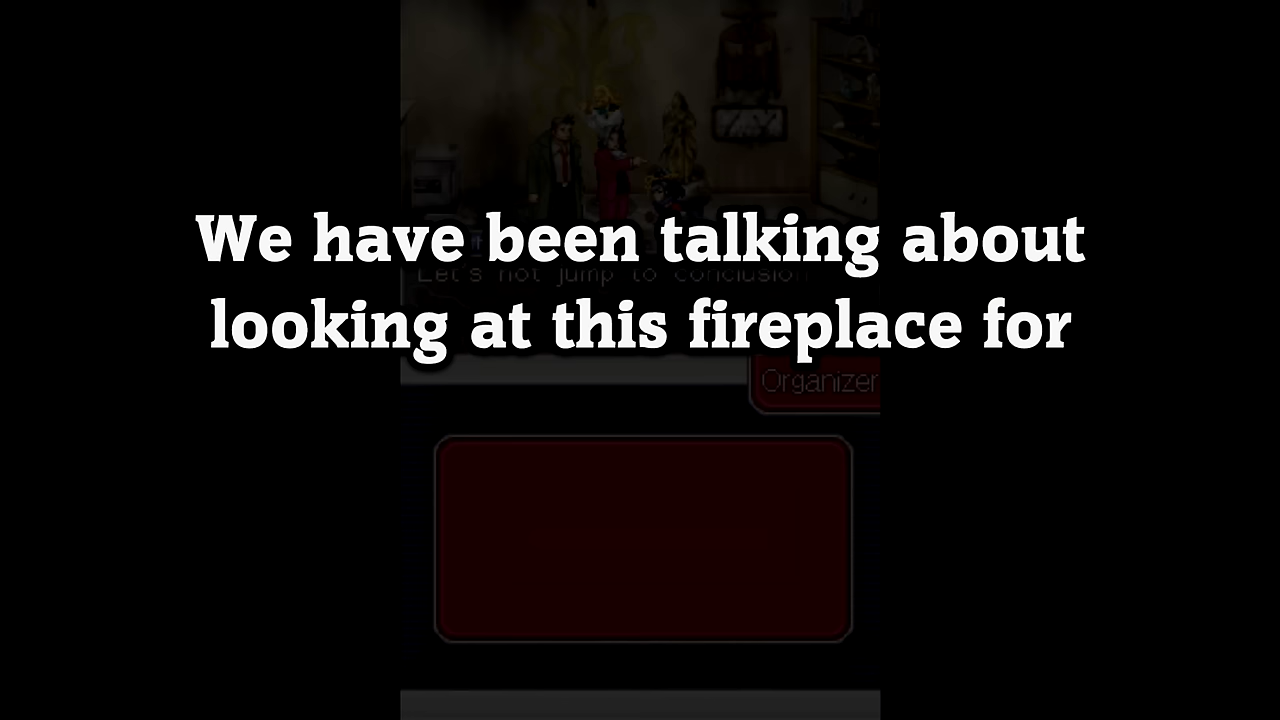 We have been talking about
Let's not jump to conclusion
looking at this fireplace for
Organizer